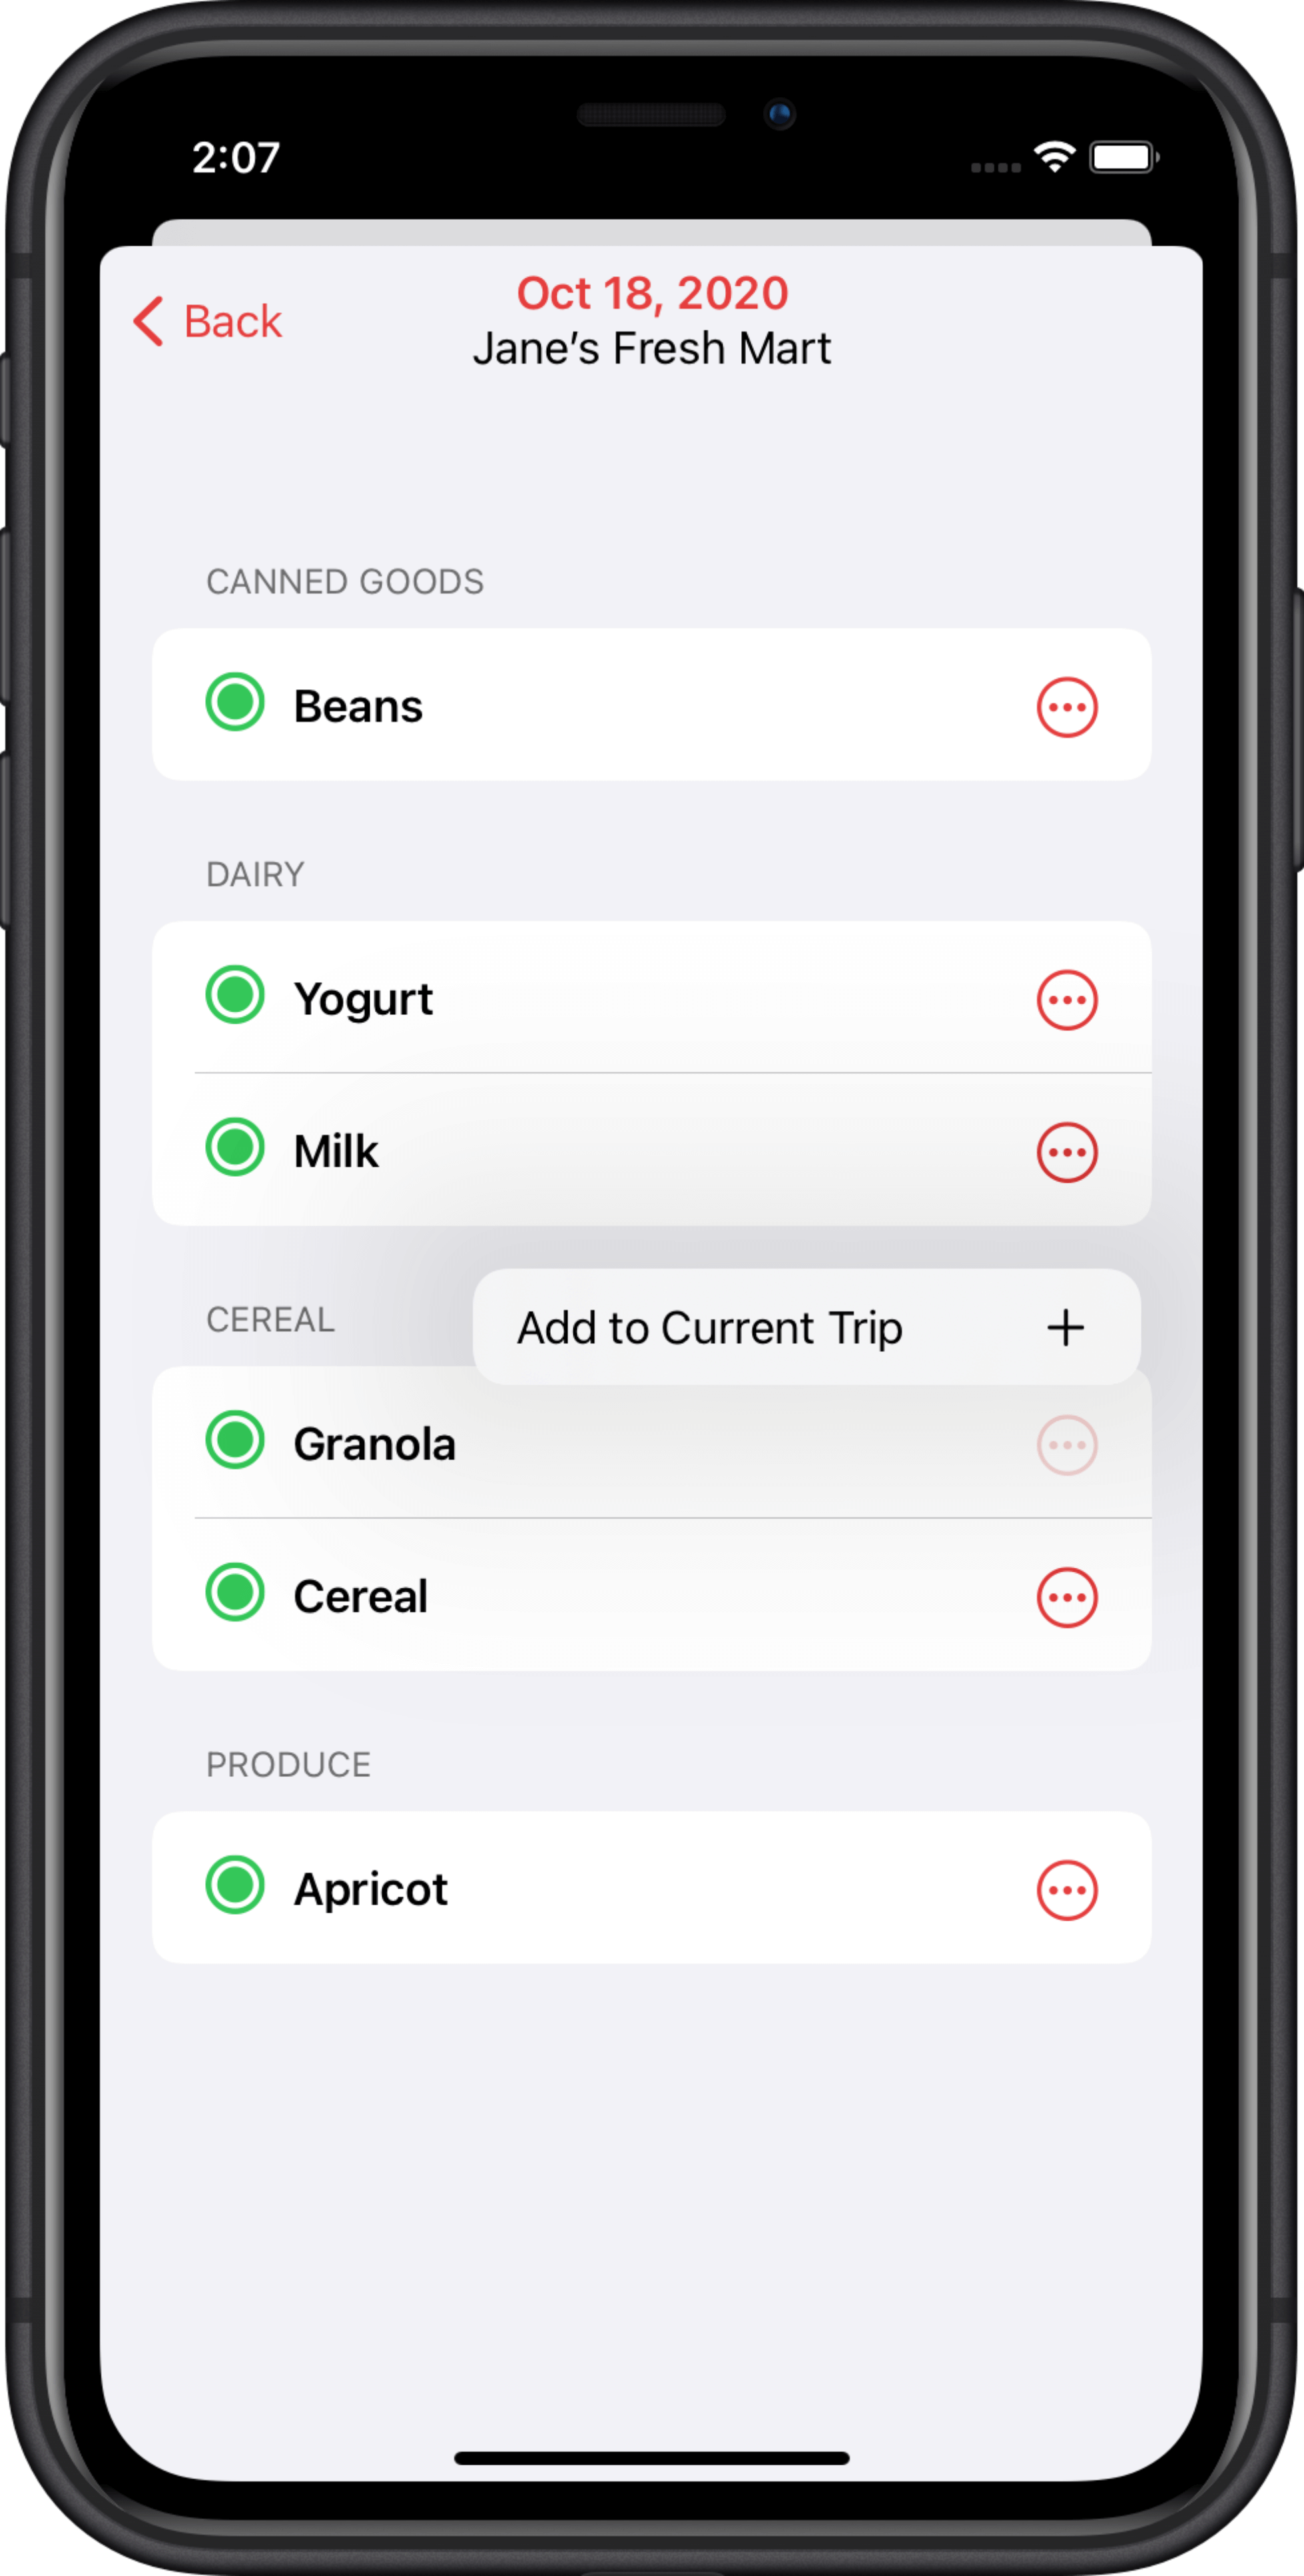 2:07
Back
Oct 18, 2020
Jane’s Fresh Mart
CANNED GOODS
Beans
DAIRY
Yogurt
Milk
CEREAL
Add to Current Trip
Granola
Cereal
PRODUCE
Apricot